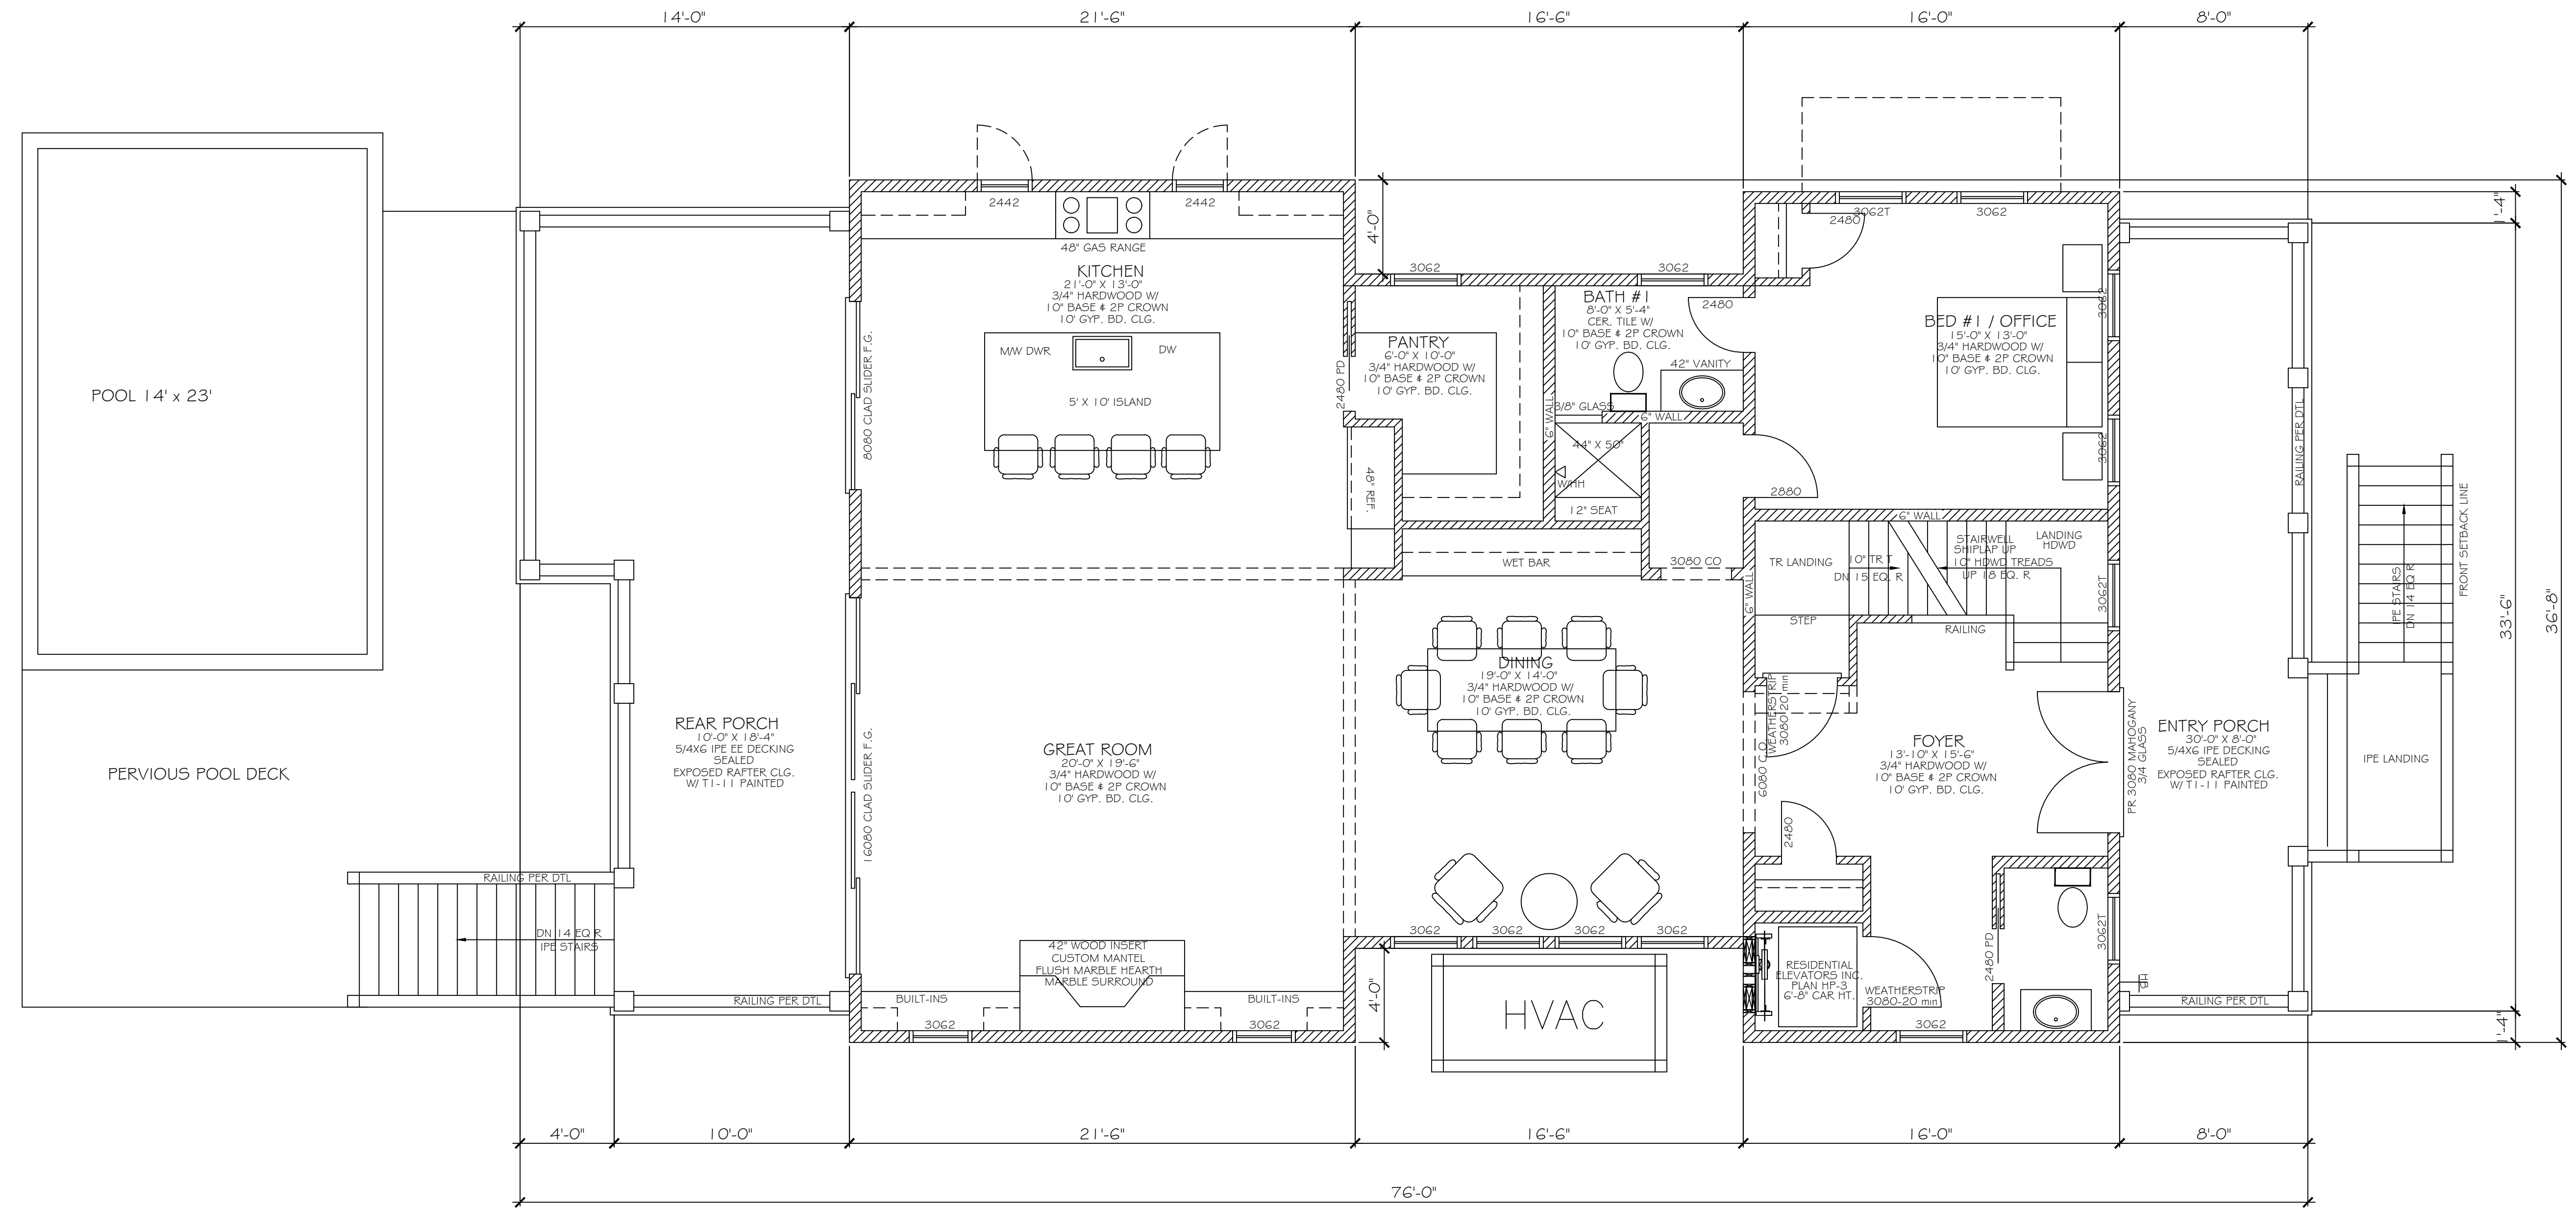 14'-0"
21'-6"
16'-6"
16'-0"
8'-0"
POOL 14' x 23'
PERVIOUS POOL DECK
REAR PORCH
10'-0" X 18'-4"
5/4X6 IPE EE DECKING
SEALED
EXPOSED RAFTER CLG.
W/ T1-11 PAINTED
RAILING PER DTL
DN 14 EQ R
IPE STAIRS
RAILING PER DTL
2442
2442
48" GAS RANGE
KITCHEN
21'-0" X 13'-0"
3/4" HARDWOOD W/
10" BASE & 2P CROWN
10' GYP. BD. CLG.
M/W DWR
DW
5' X 10' ISLAND
8080 CLAD SLIDER F.G.
16080 CLAD SLIDER F.G.
GREAT ROOM
20'-0" X 19'-6"
3/4" HARDWOOD W/
10" BASE & 2P CROWN
10' GYP. BD. CLG.
42" WOOD INSERT
CUSTOM MANTEL
FLUSH MARBLE HEARTH
MARBLE SURROUND
BUILT-INS
BUILT-INS
3062
3062
4'-0"
3062
3062
2480 PD
PANTRY
6'-0" X 10'-0"
3/4" HARDWOOD W/
10" BASE & 2P CROWN
10' GYP. BD. CLG.
48" REF.
6" WALL
BATH #1
8'-0" X 5'-4"
CER. TILE W/
10" BASE & 2P CROWN
10' GYP. BD. CLG.
2480
42" VANITY
3/8" GLASS
6" WALL
44" X 50"
W/HH
12" SEAT
WET BAR
3080 CO
2880
DINING
19'-0" X 14'-0"
3/4" HARDWOOD W/
10" BASE & 2P CROWN
10' GYP. BD. CLG.
3062
3062
3062
3062
4'-0"
HVAC
2480
3062T
3062
BED #1 / OFFICE
15'-0" X 13'-0"
3/4" HARDWOOD W/
10" BASE & 2P CROWN
10' GYP. BD. CLG.
3062
3062
6" WALL
6" WALL
TR LANDING
10" TR T
DN 15 EQ. R
STAIRWELL
SHIPLAP UP
10" HDWD TREADS
UP 18 EQ. R
LANDING
HDWD
3062T
STEP
RAILING
WEATHERSTRIP
3080-20 min
6080 CO
FOYER
13'-10" X 15'-6"
3/4" HARDWOOD W/
10" BASE & 2P CROWN
10' GYP. BD. CLG.
PR 3080 MAHOGANY
3/4 GLASS
2480
2480 PD
3062T
RESIDENTIAL
ELEVATORS INC.
PLAN HP-3
6'-8" CAR HT.
WEATHERSTRIP
3080-20 min
3062
HB
ENTRY PORCH
30'-0" X 8'-0"
5/4X6 IPE DECKING
SEALED
EXPOSED RAFTER CLG.
W/ T1-11 PAINTED
RAILING PER DTL
RAILING PER DTL
IPE STAIRS
DN 14 EQ R
FRONT SETBACK LINE
IPE LANDING
1'-4"
33'-6"
36'-8"
1'-4"
4'-0"
10'-0"
21'-6"
16'-6"
16'-0"
8'-0"
76'-0"